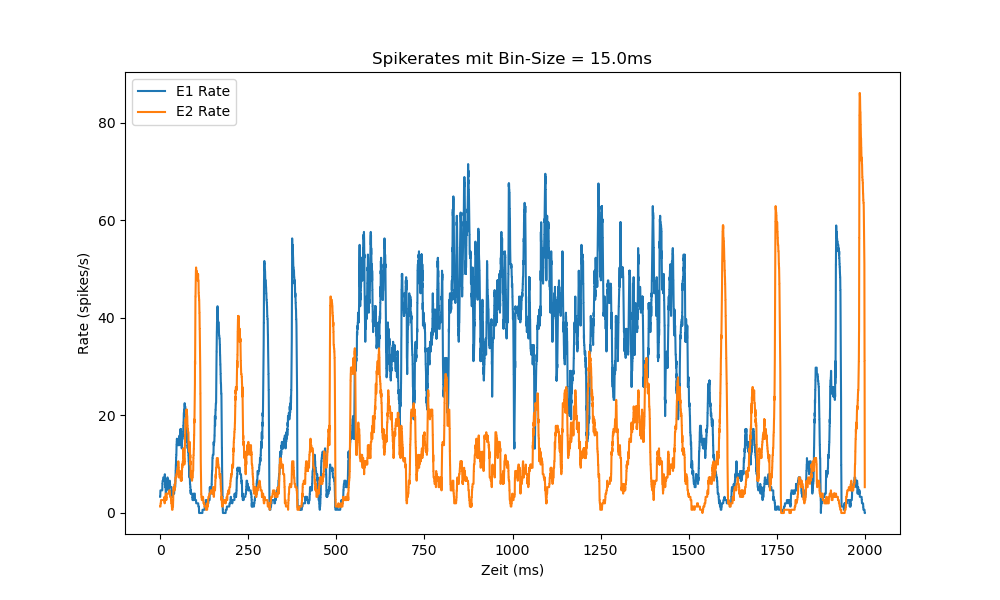 Spikerates mit Bin-Size = 15.0ms
E1 Rate
E2 Rate
Rate (spikes/s)
80
60
40
20
0
0 250 500 750 1000 1250 1500 1750 2000
Zeit (ms)